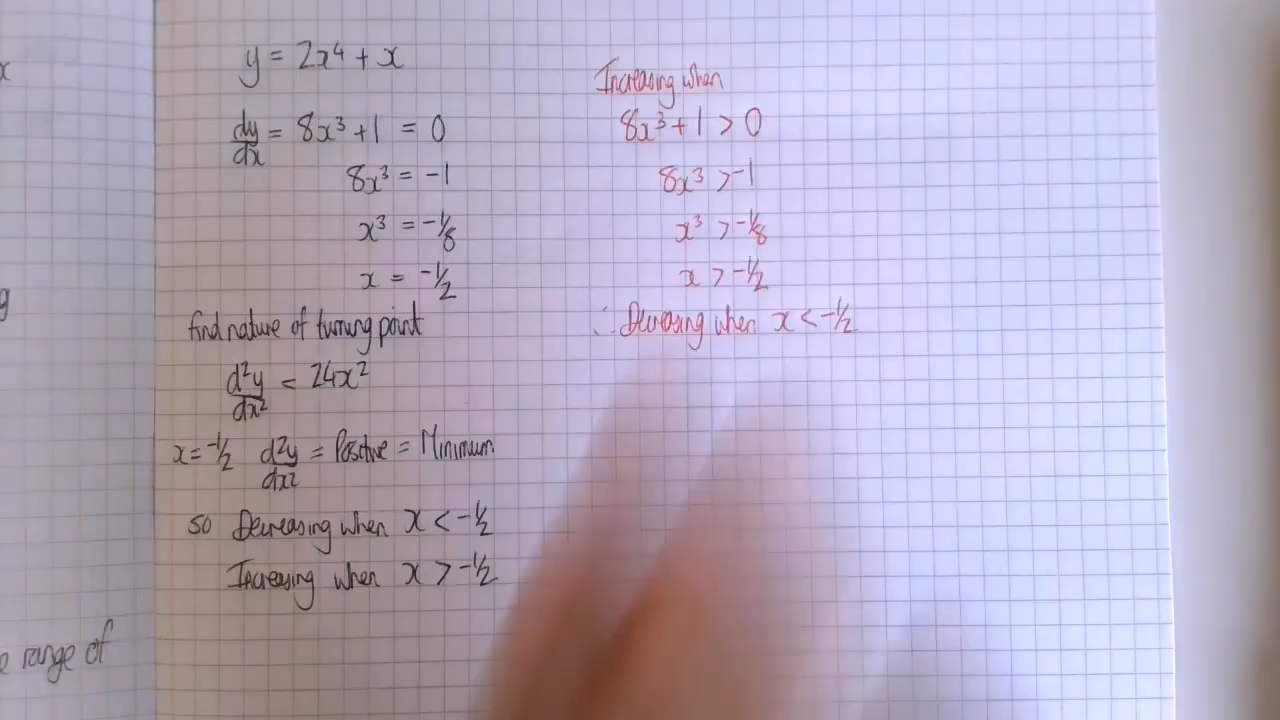 x
g
e range of
y = 2x⁴ + x
dy/dx = 8x³ + 1 = 0
8x³ = -1
x³ = -1/8
x = -1/2
find nature of turning point
d²y/dx² = 24x²
x = -1/2 d²y/dx² = Positive = Minimum
so Decreasing when x < -1/2
Increasing when x > -1/2
Increasing when
8x³ + 1 > 0
8x³ > -1
x³ > -1/8
x > -1/2
∴ Decreasing when x < -1/2